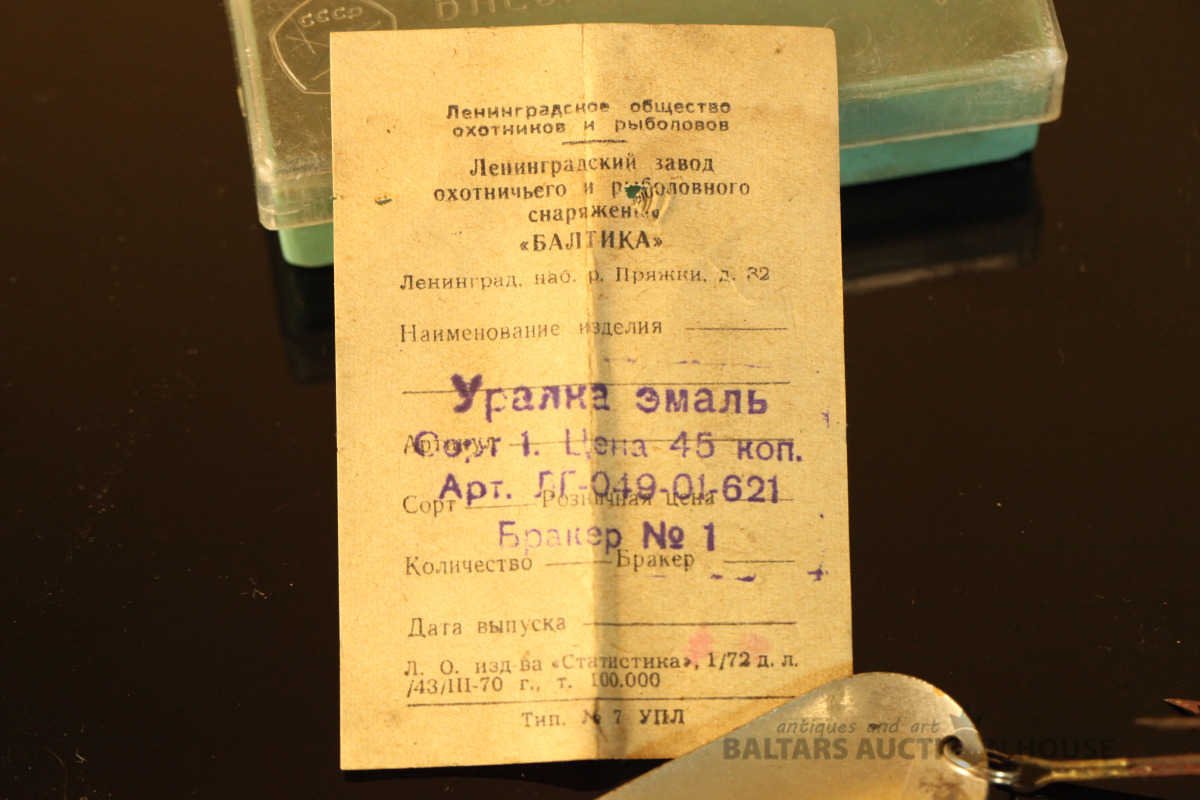 СССР
Ленинградское общество
охотников и рыболовов
Ленинградский завод
охотничьего и рыболовного
снаряжения
«БАЛТИКА»
Ленинград, наб. р. Пряжки, д. 32
Наименование изделия
Уралка эмаль
Артикул
Сорт 1. Цена 45 коп.
Арт. ЛГ-049-01-621
Сорт Розничная цена
Бракер № 1
Количество Бракер
Дата выпуска
Л. О. изд-ва «Статистика», 1/72 д. л.
/43/III-70 г., т. 100.000
Тип. № 7 УПЛ
antiques and art
BALTARS AUCTION HOUSE